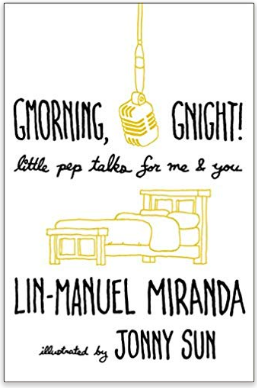 GMORNING, GNIGHT!
little pep talks for me & you
LIN-MANUEL MIRANDA
illustrated by JONNY SUN